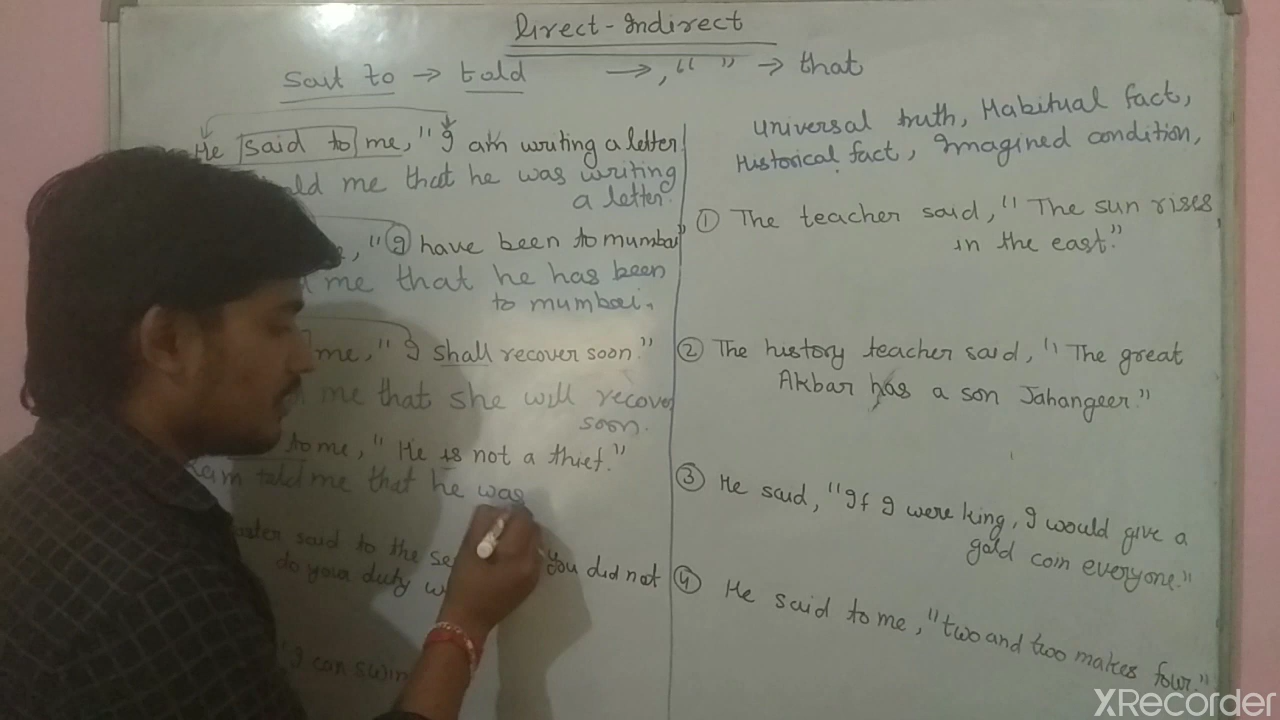 Direct-Indirect
said to → told → , " " → that
He said to me, "I am writing a letter
me that he was writing
a letter.
"I have been to mumbai"
me that he has been
to mumbai.
me, "I shall recover soon."
me that she will recover
soon.
to me, "He is not a thief."
told me that he was
said to the you did not
do your duty
"I can swim
Universal truth, Habitual fact,
Historical fact, Imagined condition,
① The teacher said, "The sun rises
in the east."
② The history teacher said, "The great
Akbar has a son Jahangeer."
③ He said, "If I were king, I would give a
gold coin everyone."
④ He said to me, "two and two makes four"
XRecorder